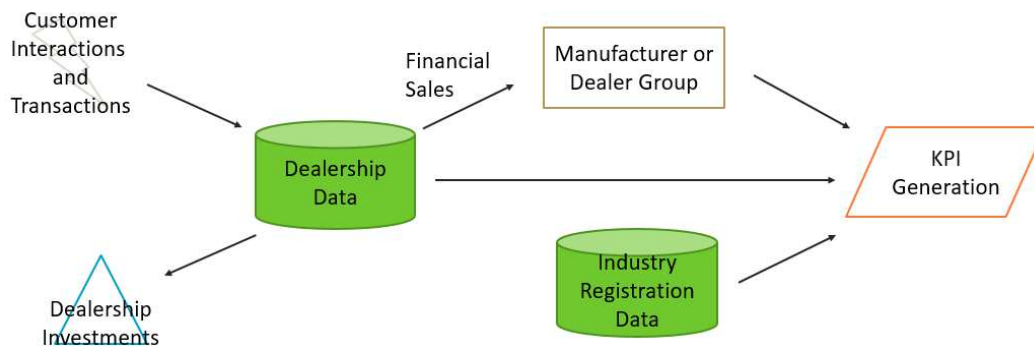 Customer
Interactions
and
Transactions
Financial
Sales
Manufacturer or
Dealer Group
Dealership
Data
KPI
Generation
Industry
Registration
Data
Dealership
Investments